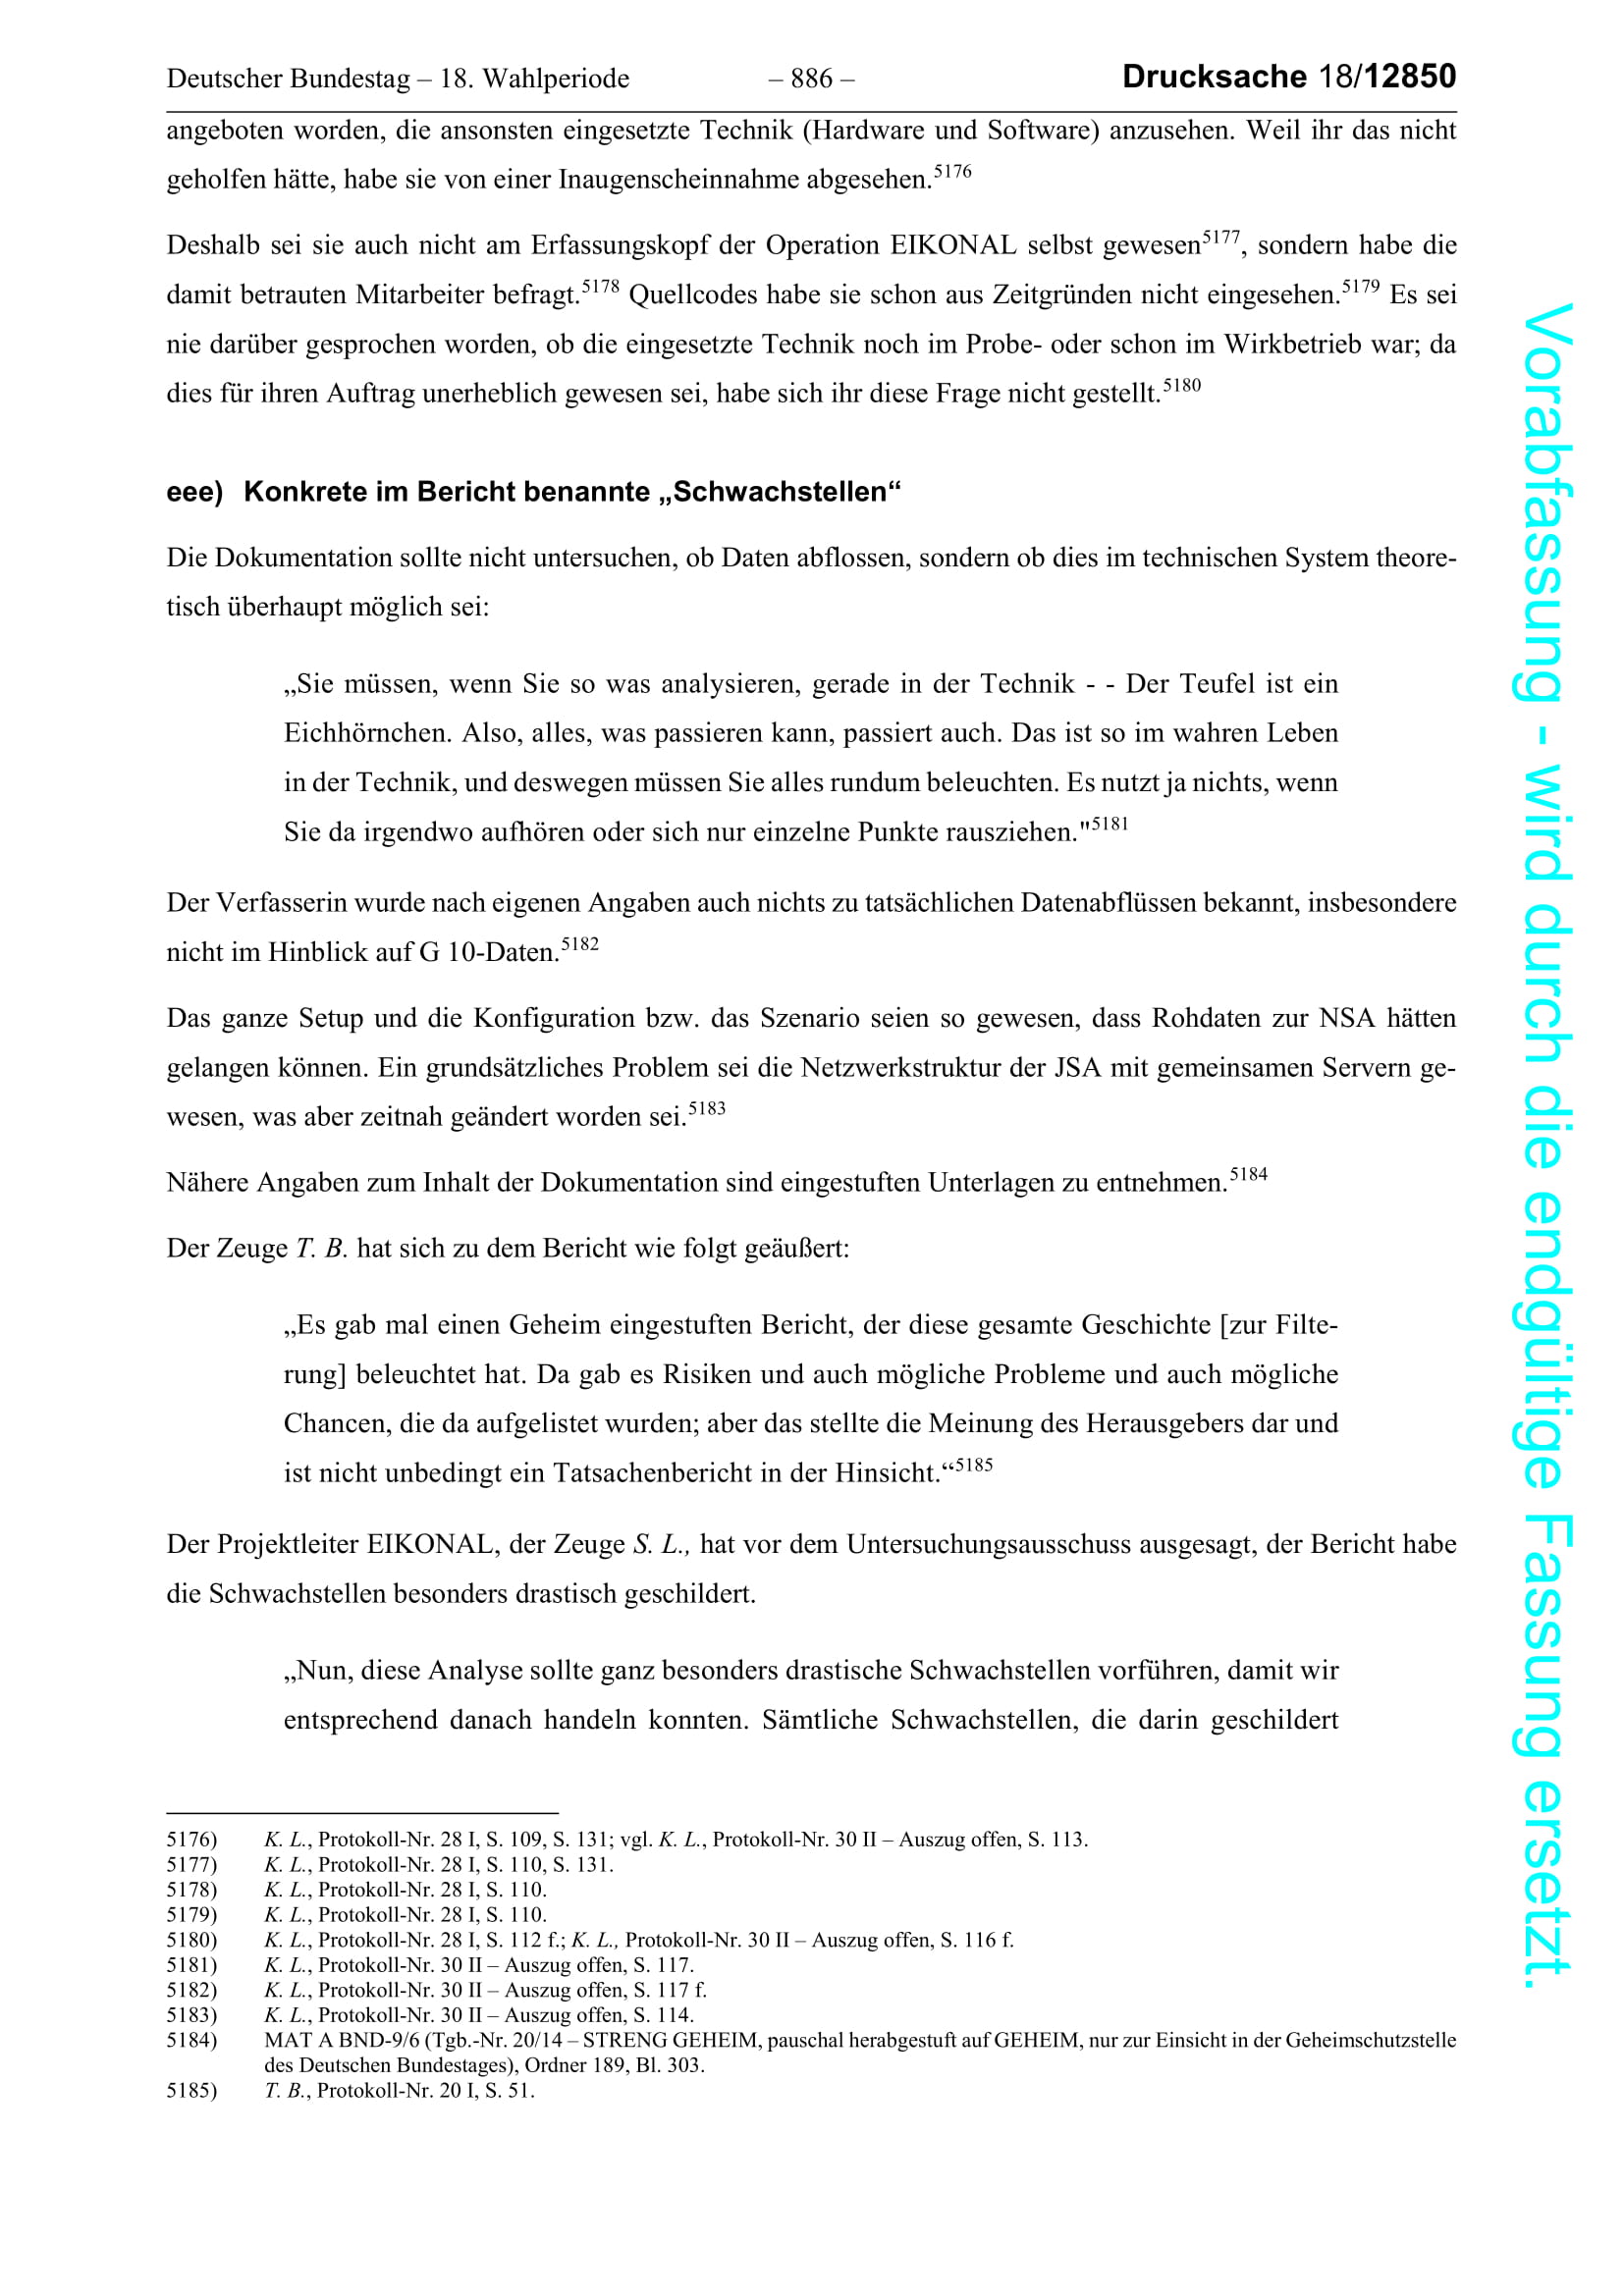 Deutscher Bundestag – 18. Wahlperiode – 886 – Drucksache 18/12850
angeboten worden, die ansonsten eingesetzte Technik (Hardware und Software) anzusehen. Weil ihr das nicht
geholfen hätte, habe sie von einer Inaugenscheinnahme abgesehen.5176
Deshalb sei sie auch nicht am Erfassungskopf der Operation EIKONAL selbst gewesen5177, sondern habe die
damit betrauten Mitarbeiter befragt.5178 Quellcodes habe sie schon aus Zeitgründen nicht eingesehen.5179 Es sei
nie darüber gesprochen worden, ob die eingesetzte Technik noch im Probe- oder schon im Wirkbetrieb war; da
dies für ihren Auftrag unerheblich gewesen sei, habe sich ihr diese Frage nicht gestellt.5180
eee) Konkrete im Bericht benannte „Schwachstellen“
Die Dokumentation sollte nicht untersuchen, ob Daten abflossen, sondern ob dies im technischen System theore-
tisch überhaupt möglich sei:
„Sie müssen, wenn Sie so was analysieren, gerade in der Technik - - Der Teufel ist ein
Eichhörnchen. Also, alles, was passieren kann, passiert auch. Das ist so im wahren Leben
in der Technik, und deswegen müssen Sie alles rundum beleuchten. Es nutzt ja nichts, wenn
Sie da irgendwo aufhören oder sich nur einzelne Punkte rausziehen."5181
Der Verfasserin wurde nach eigenen Angaben auch nichts zu tatsächlichen Datenabflüssen bekannt, insbesondere
nicht im Hinblick auf G 10-Daten.5182
Das ganze Setup und die Konfiguration bzw. das Szenario seien so gewesen, dass Rohdaten zur NSA hätten
gelangen können. Ein grundsätzliches Problem sei die Netzwerkstruktur der JSA mit gemeinsamen Servern ge-
wesen, was aber zeitnah geändert worden sei.5183
Nähere Angaben zum Inhalt der Dokumentation sind eingestuften Unterlagen zu entnehmen.5184
Der Zeuge T. B. hat sich zu dem Bericht wie folgt geäußert:
„Es gab mal einen Geheim eingestuften Bericht, der diese gesamte Geschichte [zur Filte-
rung] beleuchtet hat. Da gab es Risiken und auch mögliche Probleme und auch mögliche
Chancen, die da aufgelistet wurden; aber das stellte die Meinung des Herausgebers dar und
ist nicht unbedingt ein Tatsachenbericht in der Hinsicht.“5185
Der Projektleiter EIKONAL, der Zeuge S. L., hat vor dem Untersuchungsausschuss ausgesagt, der Bericht habe
die Schwachstellen besonders drastisch geschildert.
„Nun, diese Analyse sollte ganz besonders drastische Schwachstellen vorführen, damit wir
entsprechend danach handeln konnten. Sämtliche Schwachstellen, die darin geschildert
5176) K. L., Protokoll-Nr. 28 I, S. 109, S. 131; vgl. K. L., Protokoll-Nr. 30 II – Auszug offen, S. 113.
5177) K. L., Protokoll-Nr. 28 I, S. 110, S. 131.
5178) K. L., Protokoll-Nr. 28 I, S. 110.
5179) K. L., Protokoll-Nr. 28 I, S. 110.
5180) K. L., Protokoll-Nr. 28 I, S. 112 f.; K. L., Protokoll-Nr. 30 II – Auszug offen, S. 116 f.
5181) K. L., Protokoll-Nr. 30 II – Auszug offen, S. 117.
5182) K. L., Protokoll-Nr. 30 II – Auszug offen, S. 117 f.
5183) K. L., Protokoll-Nr. 30 II – Auszug offen, S. 114.
5184) MAT A BND-9/6 (Tgb.-Nr. 20/14 – STRENG GEHEIM, pauschal herabgestuft auf GEHEIM, nur zur Einsicht in der Geheimschutzstelle
des Deutschen Bundestages), Ordner 189, Bl. 303.
5185) T. B., Protokoll-Nr. 20 I, S. 51.
Vorabfassung - wird durch die endgültige Fassung ersetzt.